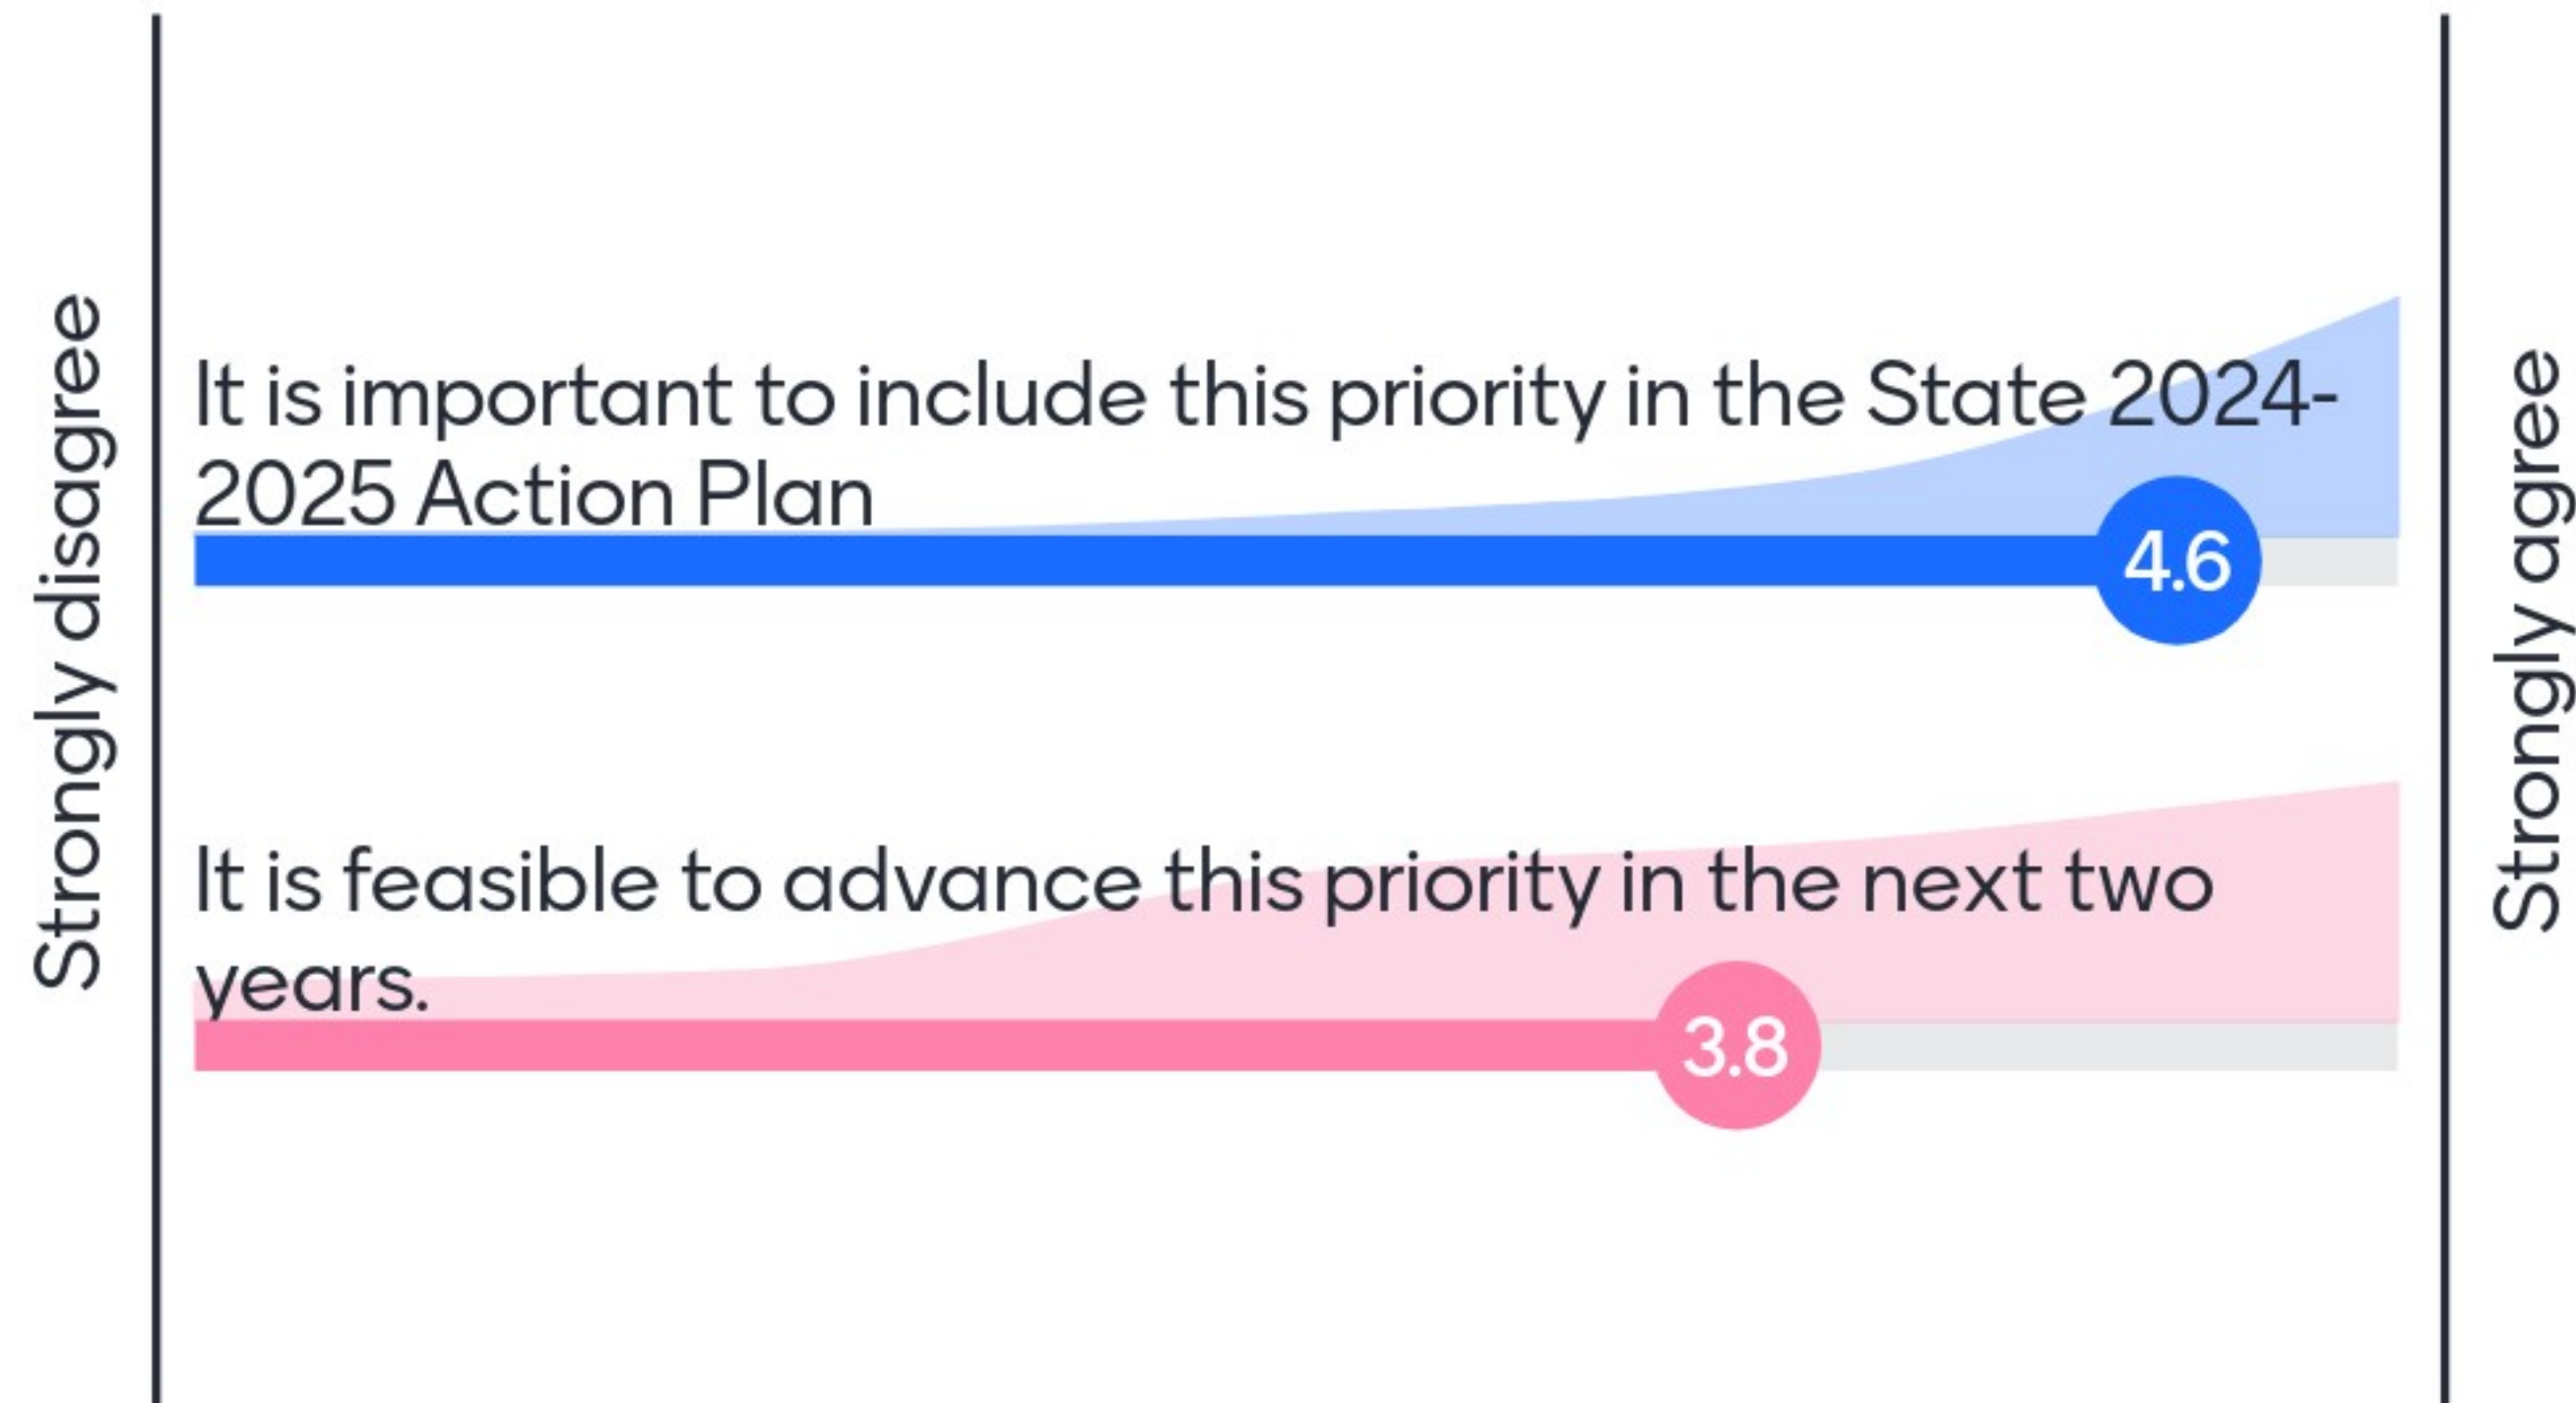 Strongly disagree
It is important to include this priority in the State 2024-
2025 Action Plan
4.6
It is feasible to advance this priority in the next two
years.
3.8
Strongly agree